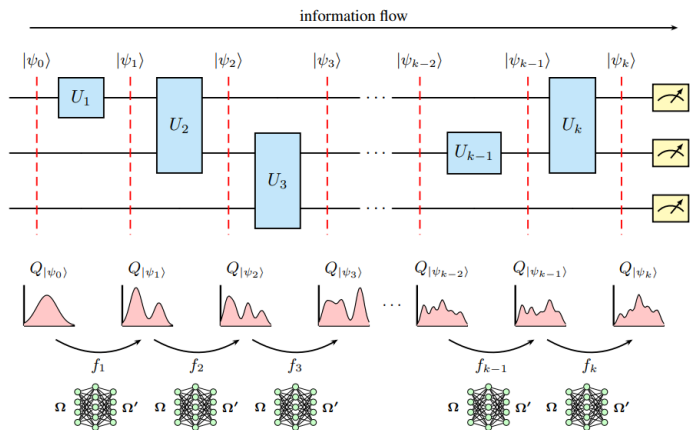 information flow
|ψ₀⟩ |ψ₁⟩ |ψ₂⟩ |ψ₃⟩ |ψₖ₋₂⟩ |ψₖ₋₁⟩ |ψₖ⟩
U₁ U₂ U₃ ··· Uₖ₋₁ Uₖ
···
···
Q|ψ₀⟩ Q|ψ₁⟩ Q|ψ₂⟩ Q|ψ₃⟩ Q|ψₖ₋₂⟩ Q|ψₖ₋₁⟩ Q|ψₖ⟩
···
f₁ f₂ f₃ fₖ₋₁ fₖ
Ω Ω′ Ω Ω′ Ω Ω′ Ω Ω′ Ω Ω′